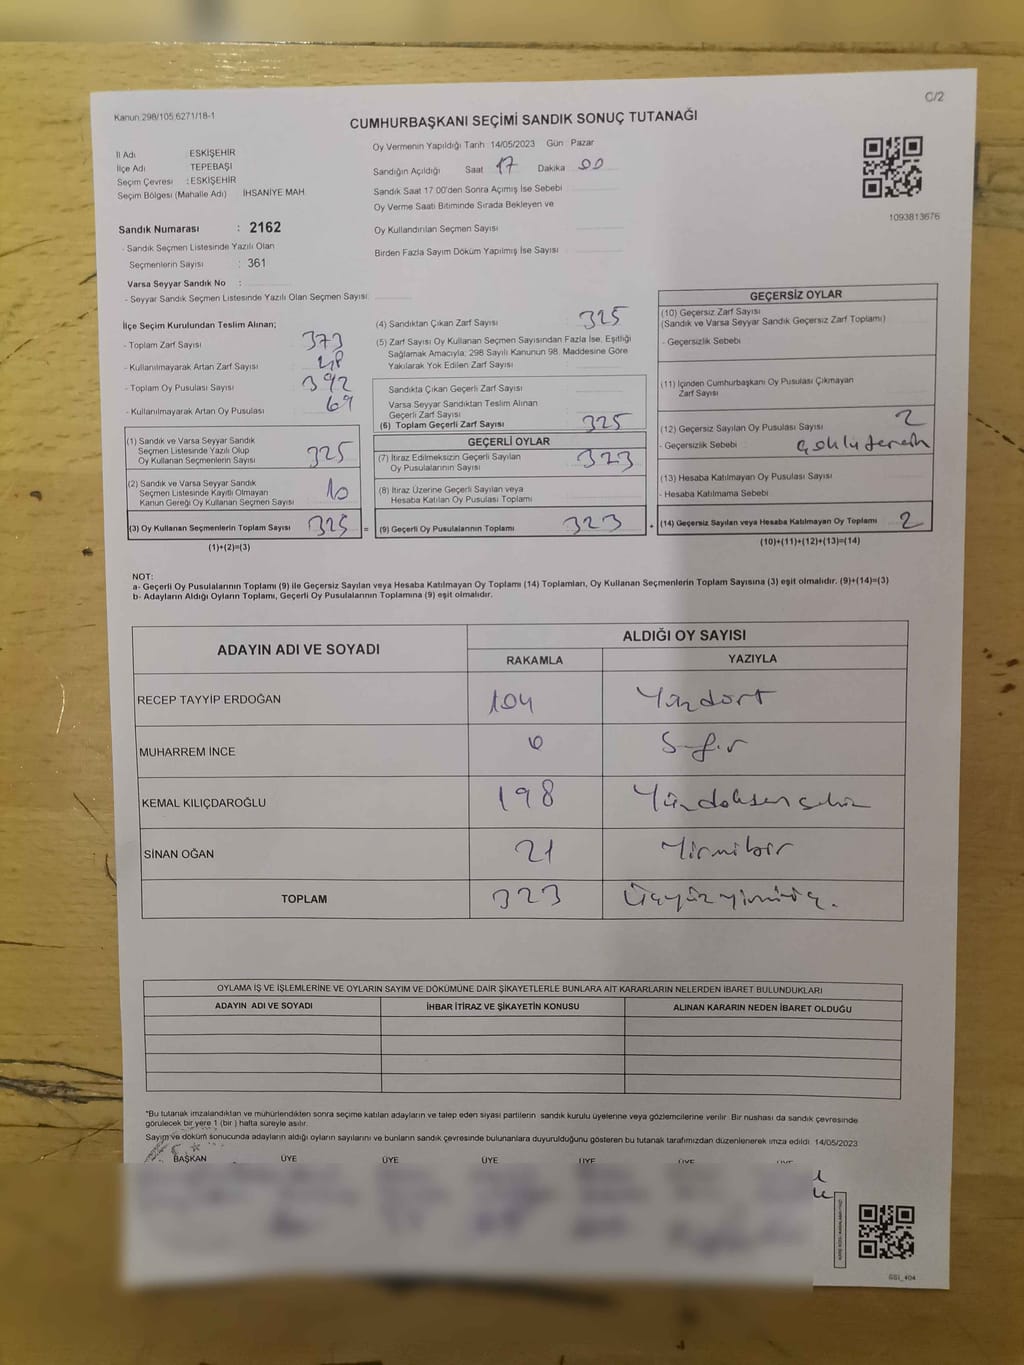 C/2
Kanun 298/105,6271/18-1
CUMHURBAŞKANI SEÇİMİ SANDIK SONUÇ TUTANAĞI
İl Adı ESKİŞEHİR
İlçe Adı TEPEBAŞI
Seçim Çevresi : ESKİŞEHİR
Seçim Bölgesi (Mahalle Adı) İHSANİYE MAH.
Sandık Numarası : 2162
- Sandık Seçmen Listesinde Yazılı Olan
Seçmenlerin Sayısı : 361
Varsa Seyyar Sandık No :
- Seyyar Sandık Seçmen Listesinde Yazılı Olan Seçmen Sayısı:
Oy Vermenin Yapıldığı Tarih 14/05/2023 Gün Pazar
Sandığın Açıldığı Saat 17 Dakika 00
Sandık Saat 17 00'den Sonra Açımış İse Sebebi
Oy Verme Saati Bitiminde Sırada Bekleyen ve
Oy Kullandırılan Seçmen Sayısı
Birden Fazla Sayım Döküm Yapılmış İse Sayısı
1093813676
İlçe Seçim Kurulundan Teslim Alınan;
- Toplam Zarf Sayısı 373
- Kullanılmayarak Artan Zarf Sayısı 48
- Toplam Oy Pusulası Sayısı 392
- Kullanılmayarak Artan Oy Pusulası 69
(1) Sandık ve Varsa Seyyar Sandık
Seçmen Listesinde Yazılı Olup
Oy Kullanan Seçmenlerin Sayısı 325
(2) Sandık ve Varsa Seyyar Sandık
Seçmen Listesinde Kayıtlı Olmayan
Kanun Gereği Oy Kullanan Seçmen Sayısı
(3) Oy Kullanan Seçmenlerin Toplam Sayısı 325 =
(1)+(2)=(3)
(4) Sandıktan Çıkan Zarf Sayısı 325
(5) Zarf Sayısı Oy Kullanan Seçmen Sayısından Fazla İse, Eşitliği
Sağlamak Amacıyla, 298 Sayılı Kanunun 98. Maddesine Göre
Yakılarak Yok Edilen Zarf Sayısı
Sandıkta Çıkan Geçerli Zarf Sayısı
Varsa Seyyar Sandıktan Teslim Alınan
Geçerli Zarf Sayısı
(6) Toplam Geçerli Zarf Sayısı 325
GEÇERLİ OYLAR
(7) İtiraz Edilmeksizin Geçerli Sayılan
Oy Pusulalarının Sayısı 323
(8) İtiraz Üzerine Geçerli Sayılan veya
Hesaba Katılan Oy Pusulası Toplamı
(9) Geçerli Oy Pusulalarının Toplamı 323 +
GEÇERSİZ OYLAR
(10) Geçersiz Zarf Sayısı
(Sandık ve Varsa Seyyar Sandık Geçersiz Zarf Toplamı)
- Geçersizlik Sebebi
(11) İçinden Cumhurbaşkanı Oy Pusulası Çıkmayan
Zarf Sayısı
(12) Geçersiz Sayılan Oy Pusulası Sayısı 2
- Geçersizlik Sebebi çoklu tercih
(13) Hesaba Katılmayan Oy Pusulası Sayısı
- Hesaba Katılmama Sebebi
(14) Geçersiz Sayılan veya Hesaba Katılmayan Oy Toplamı 2
(10)+(11)+(12)+(13)=(14)
NOT:
a- Geçerli Oy Pusulalarının Toplamı (9) ile Geçersiz Sayılan veya Hesaba Katılmayan Oy Toplamı (14) Toplamları, Oy Kullanan Seçmenlerin Toplam Sayısına (3) eşit olmalıdır. (9)+(14)=(3)
b- Adayların Aldığı Oyların Toplamı, Geçerli Oy Pusulalarının Toplamına (9) eşit olmalıdır.
ADAYIN ADI VE SOYADI ALDIĞI OY SAYISI
RAKAMLA YAZIYLA
RECEP TAYYİP ERDOĞAN 104 Yüzdört
MUHARREM İNCE 0 Sıfır
KEMAL KILIÇDAROĞLU 198 Yüzdoksansekiz
SİNAN OĞAN 21 Yirmibir
TOPLAM 323 Üçyüzyirmiüç.
OYLAMA İŞ VE İŞLEMLERİNE VE OYLARIN SAYIM VE DÖKÜMÜNE DAİR ŞİKAYETLERLE BUNLARA AİT KARARLARIN NELERDEN İBARET BULUNDUKLARI
ADAYIN ADI VE SOYADI İHBAR İTİRAZ VE ŞİKAYETİN KONUSU ALINAN KARARIN NEDEN İBARET OLDUĞU
*Bu tutanak imzalandıktan ve mühürlendikten sonra seçime katılan adayların ve talep eden siyasi partilerin sandık kurulu üyelerine veya gözlemcilerine verilir. Bir nüshası da sandık çevresinde
görülecek bir yere 1 (bir ) hafta süreyle asılır.
Sayım ve döküm sonucunda adayların aldığı oyların sayılarını ve bunların sandık çevresinde bulunanlara duyurulduğunu gösteren bu tutanak tarafımızdan düzenlenerek imza edildi 14/05/2023
BAŞKAN ÜYE ÜYE ÜYE ÜYE ÜYE ÜYE
GSI_404